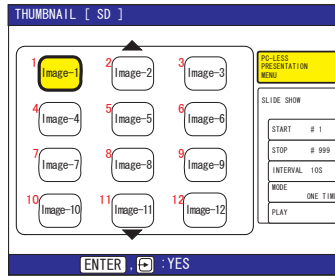 THUMBNAIL [ SD ]
1 Image-1
2 Image-2
3 Image-3
4 Image-4
5 Image-5
6 Image-6
7 Image-7
8 Image-8
9 Image-9
10 Image-10
11 Image-11
12 Image-12
PC-LESS
PRESENTATION
MENU
SLIDE SHOW
START # 1
STOP # 999
INTERVAL 10S
MODE
ONE TIME
PLAY
ENTER , :YES